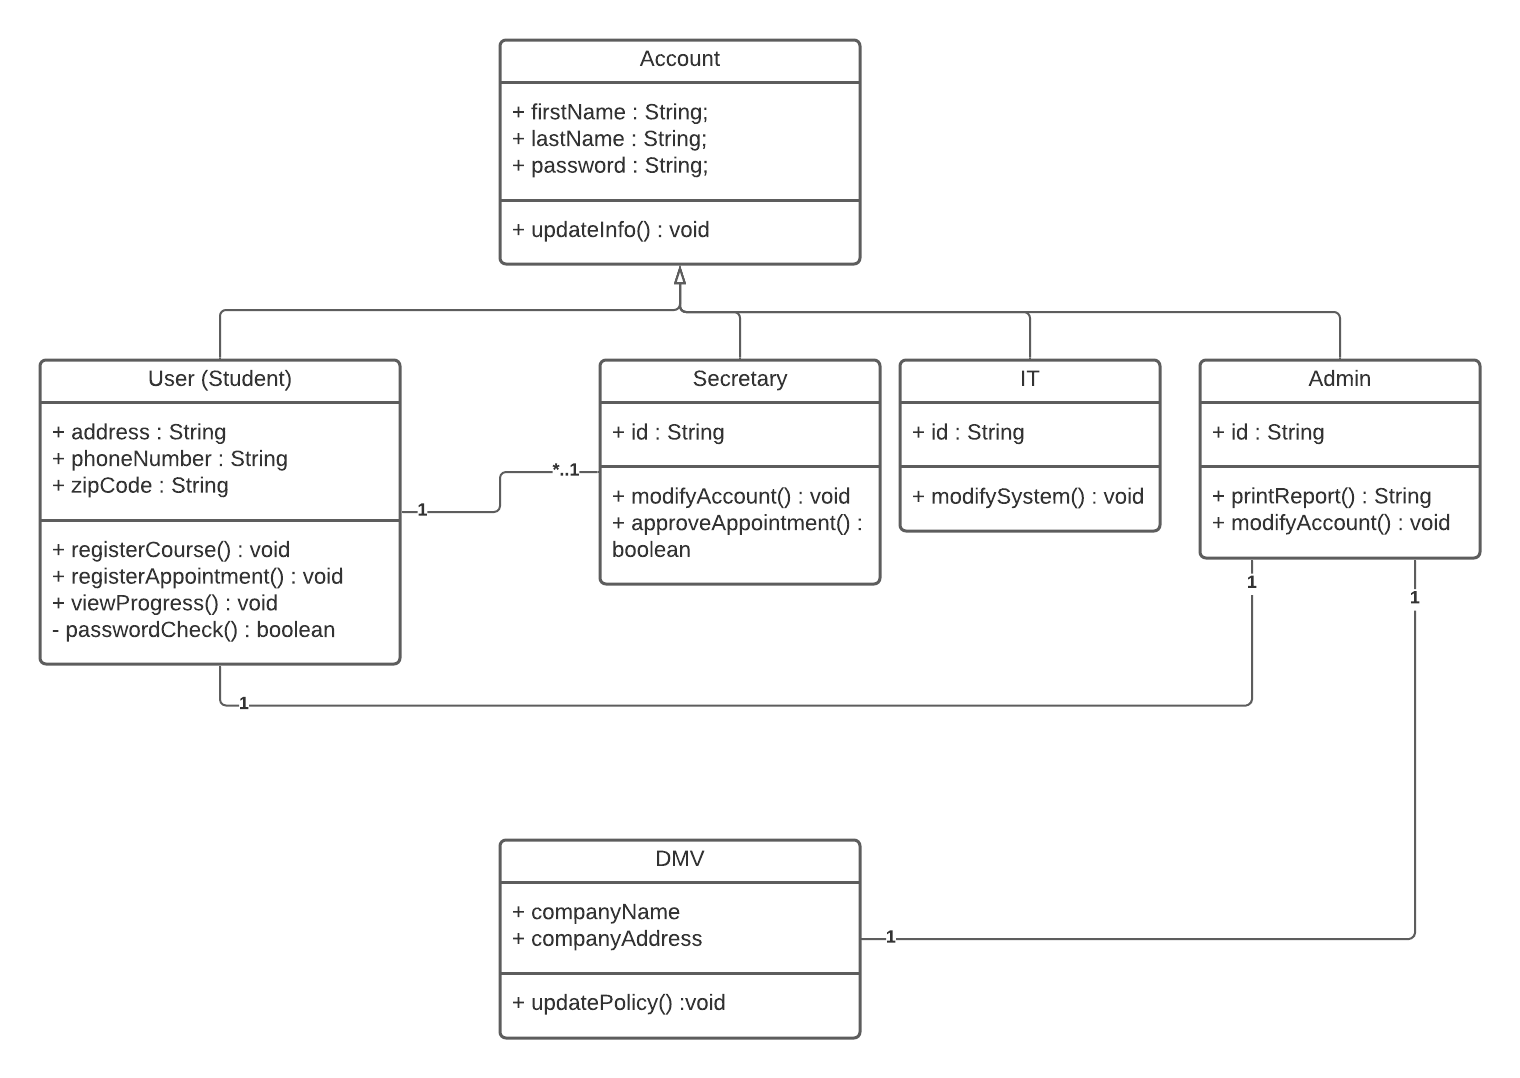 Account
+ firstName : String;
+ lastName : String;
+ password : String;
+ updateInfo() : void
User (Student)
+ address : String
+ phoneNumber : String
+ zipCode : String
+ registerCourse() : void
+ registerAppointment() : void
+ viewProgress() : void
- passwordCheck() : boolean
1
*..1
Secretary
+ id : String
+ modifyAccount() : void
+ approveAppointment() :
boolean
IT
+ id : String
+ modifySystem() : void
Admin
+ id : String
+ printReport() : String
+ modifyAccount() : void
1
1
1
DMV
+ companyName
+ companyAddress
+ updatePolicy() :void
1